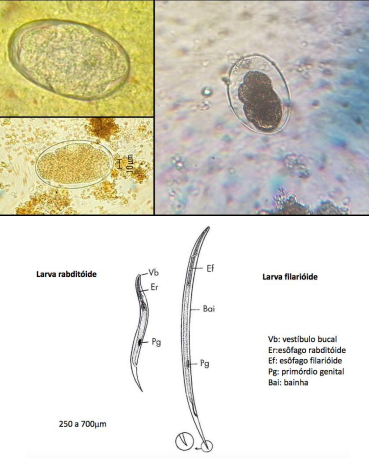 10µm
Larva rabditóide
Vb
Er
Pg
250 a 700µm
Ef
Bai
Pg
Larva filarióide
Vb: vestíbulo bucal
Er:esôfago rabditóide
Ef: esôfago filarióide
Pg: primórdio genital
Bai: bainha